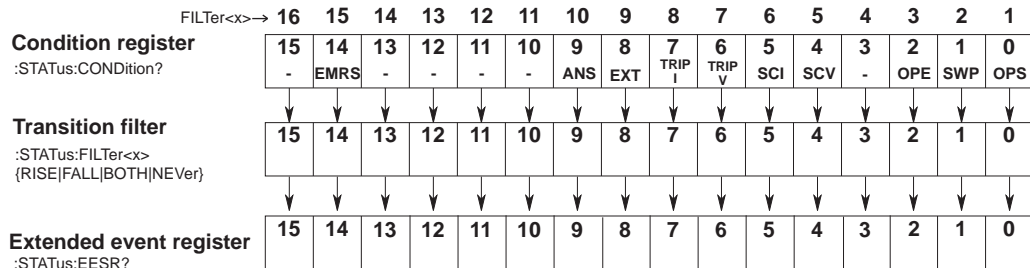 FILTer<x>→ 16 15 14 13 12 11 10 9 8 7 6 5 4 3 2 1
Condition register
:STATus:CONDition?
15 14 13 12 11 10 9 8 7 6 5 4 3 2 1 0
- EMRS - - - - ANS EXT TRIP I TRIP V SCI SCV - OPE SWP OPS
Transition filter
:STATus:FILTer<x>
{RISE|FALL|BOTH|NEVer}
15 14 13 12 11 10 9 8 7 6 5 4 3 2 1 0
Extended event register
:STATus:EESR?
15 14 13 12 11 10 9 8 7 6 5 4 3 2 1 0